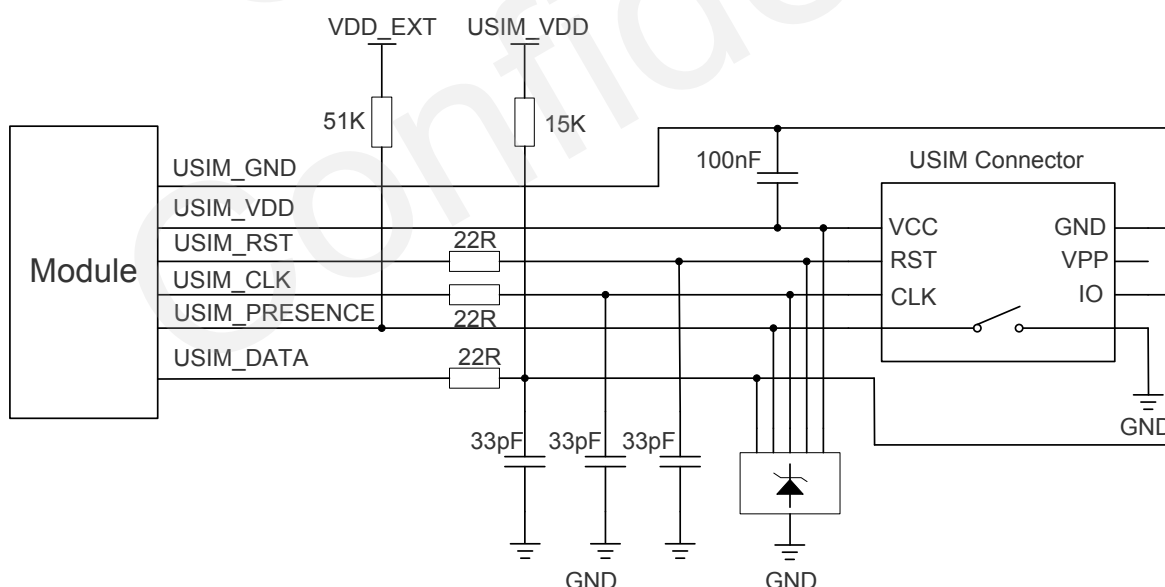 Confide
VDD_EXT USIM_VDD
51K 15K
100nF USIM Connector
USIM_GND
USIM_VDD
VCC GND
USIM_RST 22R
RST VPP
Module
USIM_CLK
CLK IO
USIM_PRESENCE 22R
USIM_DATA 22R
GND
33pF 33pF 33pF
GND GND